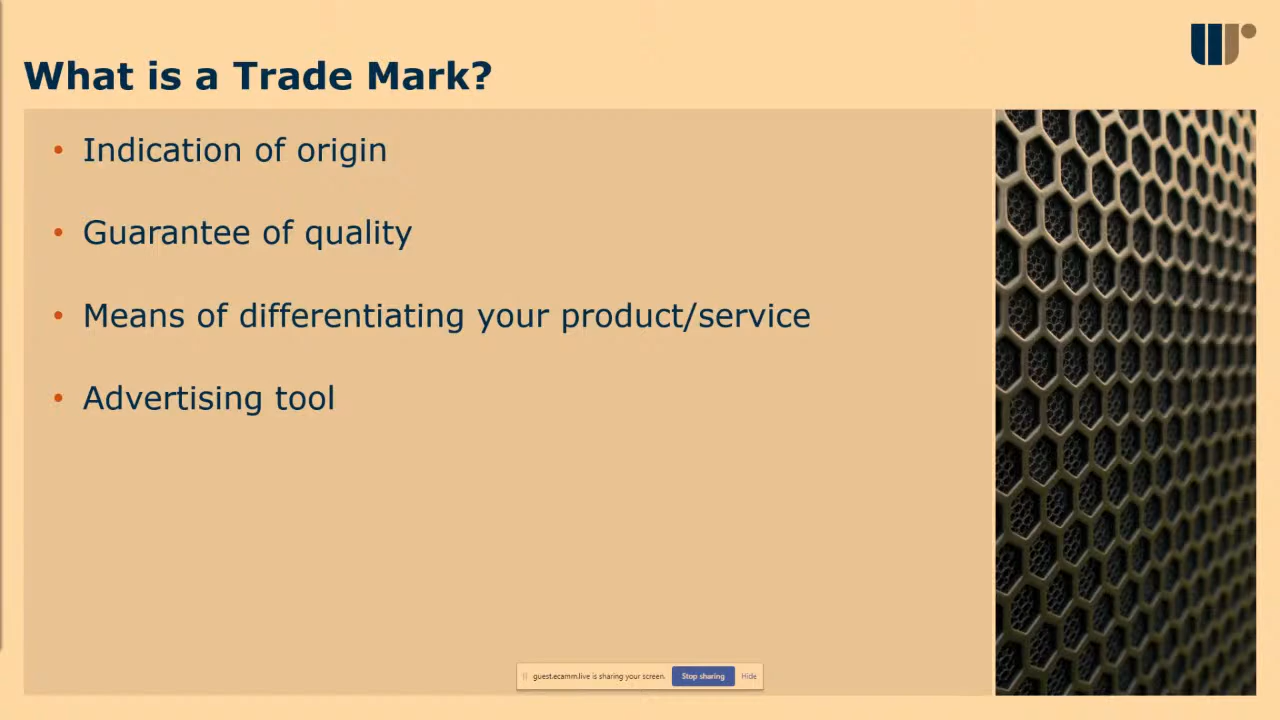 What is a Trade Mark?
• Indication of origin
• Guarantee of quality
• Means of differentiating your product/service
• Advertising tool
guest.ecamm.live is sharing your screen. Stop sharing Hide